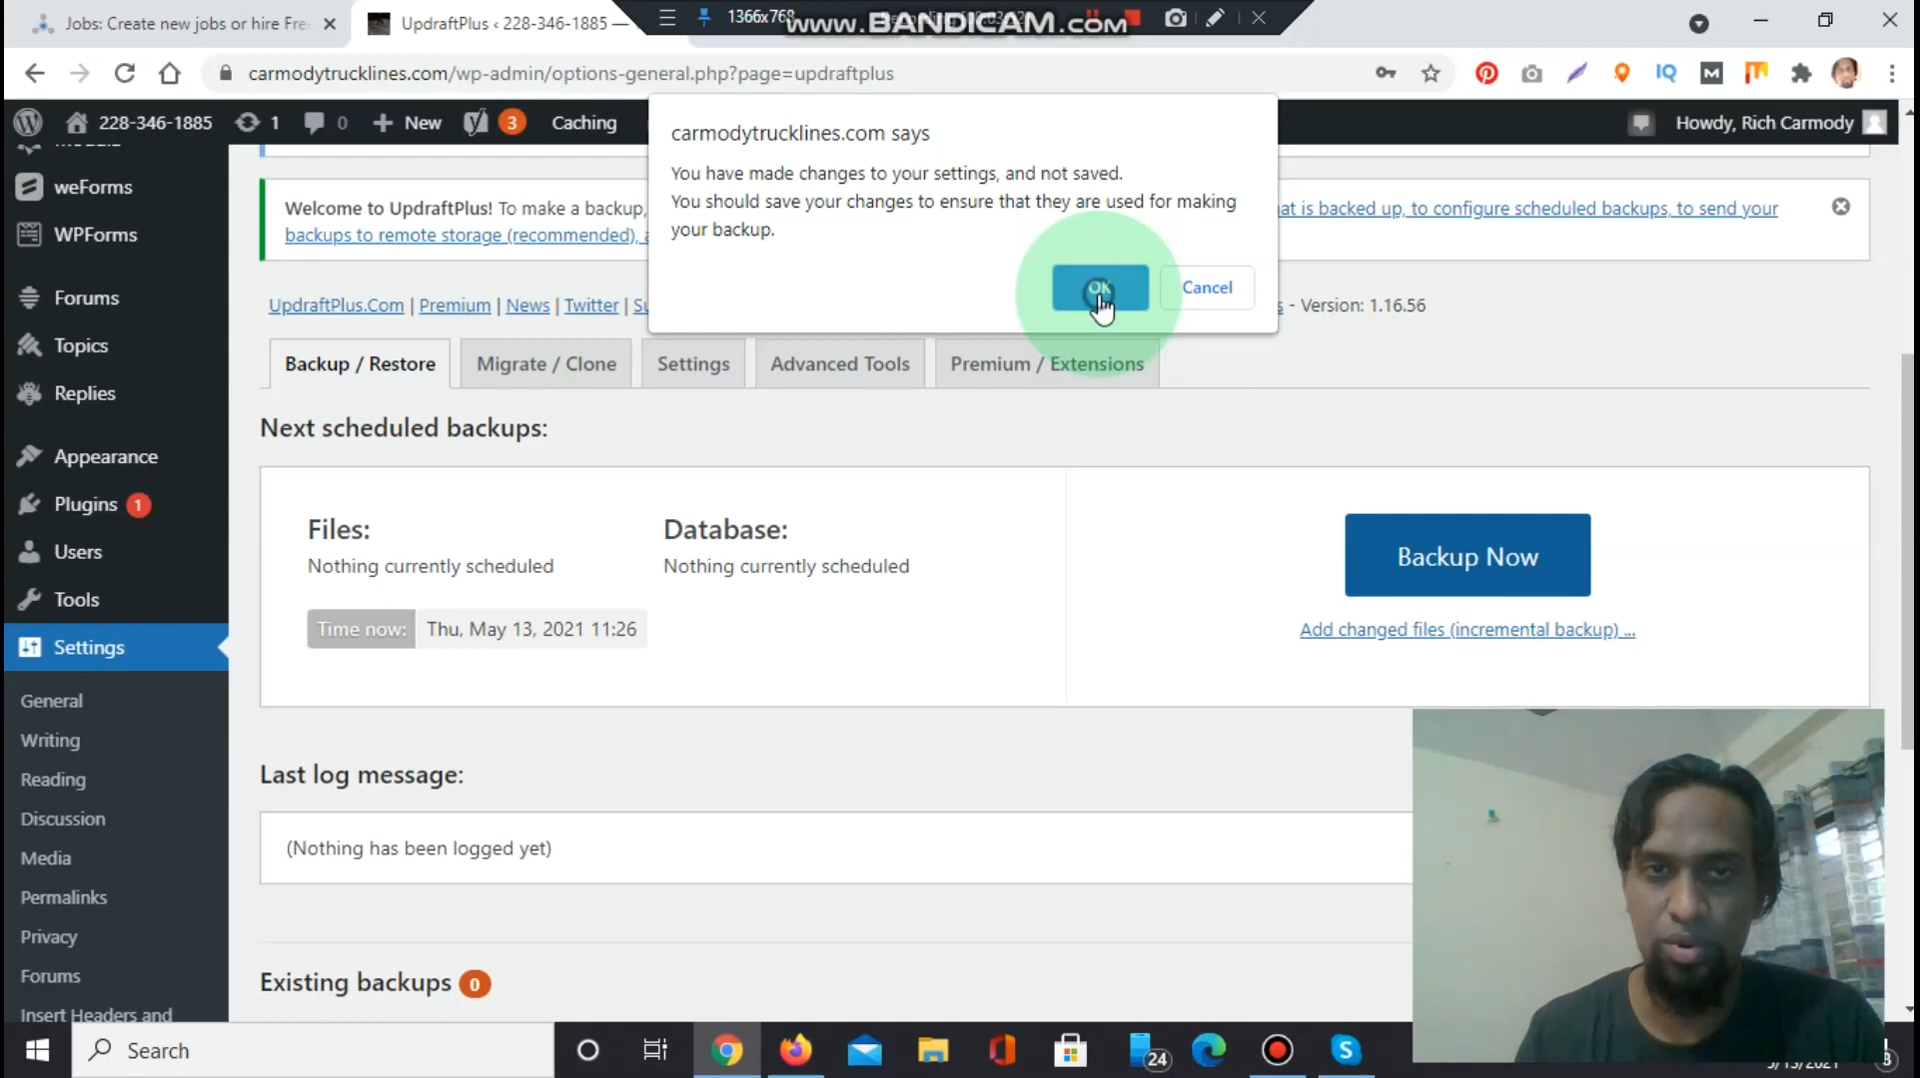 Jobs: Create new jobs or hire Fre
UpdraftPlus ‹ 228-346-1885 —
1366x768
www.BANDICAM.com
carmodytrucklines.com/wp-admin/options-general.php?page=updraftplus
IQ
M
228-346-1885
1
0
New
3
Caching
Howdy, Rich Carmody
weForms
WPForms
Forums
Topics
Replies
Appearance
Plugins 1
Users
Tools
Settings
General
Writing
Reading
Discussion
Media
Permalinks
Privacy
Forums
Insert Headers and
carmodytrucklines.com says
You have made changes to your settings, and not saved.
You should save your changes to ensure that they are used for making
your backup.
OK
Cancel
Welcome to UpdraftPlus! To make a backup,
at is backed up, to configure scheduled backups, to send your
backups to remote storage (recommended),
UpdraftPlus.Com | Premium | News | Twitter |
- Version: 1.16.56
Backup / Restore
Migrate / Clone
Settings
Advanced Tools
Premium / Extensions
Next scheduled backups:
Files:
Nothing currently scheduled
Database:
Nothing currently scheduled
Time now: Thu, May 13, 2021 11:26
Backup Now
Add changed files (incremental backup) ...
Last log message:
(Nothing has been logged yet)
Existing backups 0
Search
24
S